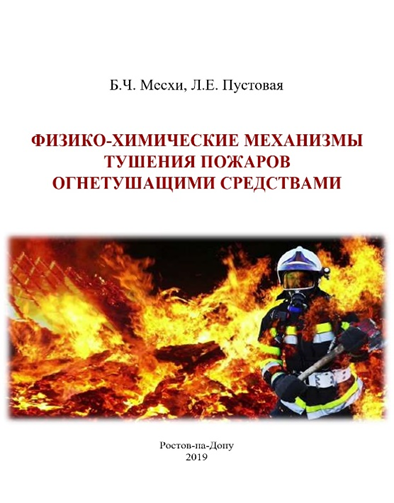 Б.Ч. Месхи, Л.Е. Пустовая
ФИЗИКО-ХИМИЧЕСКИЕ МЕХАНИЗМЫ
ТУШЕНИЯ ПОЖАРОВ
ОГНЕТУШАЩИМИ СРЕДСТВАМИ
Ростов-на-Дону
2019